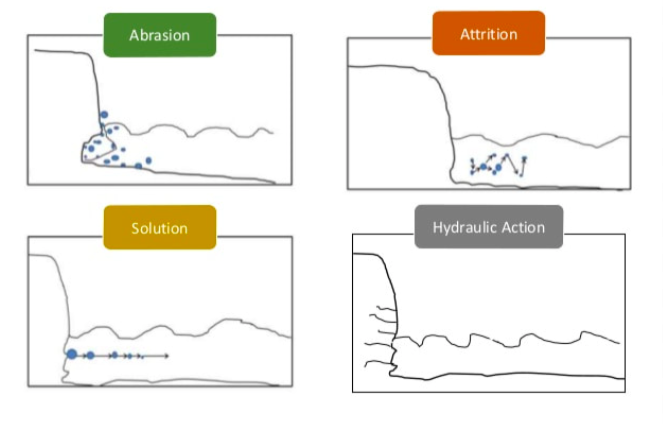 Abrasion
Attrition
Solution
Hydraulic Action